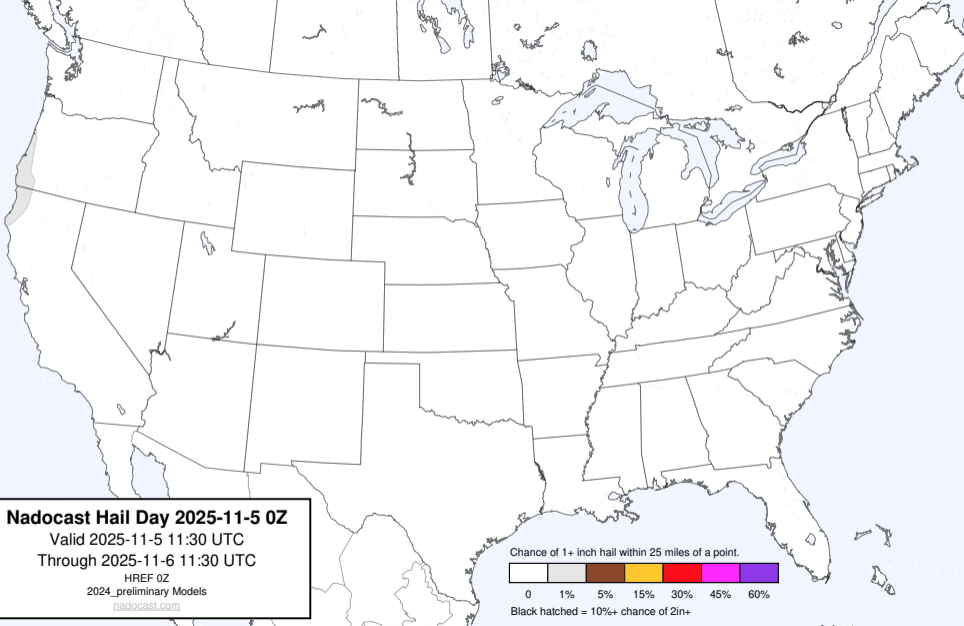 Nadocast Hail Day 2025-11-5 0Z
Valid 2025-11-5 11:30 UTC
Through 2025-11-6 11:30 UTC
HREF 0Z
2024_preliminary Models
nadocast.com
Chance of 1+ inch hail within 25 miles of a point.
0 1% 5% 15% 30% 45% 60%
Black hatched = 10%+ chance of 2in+